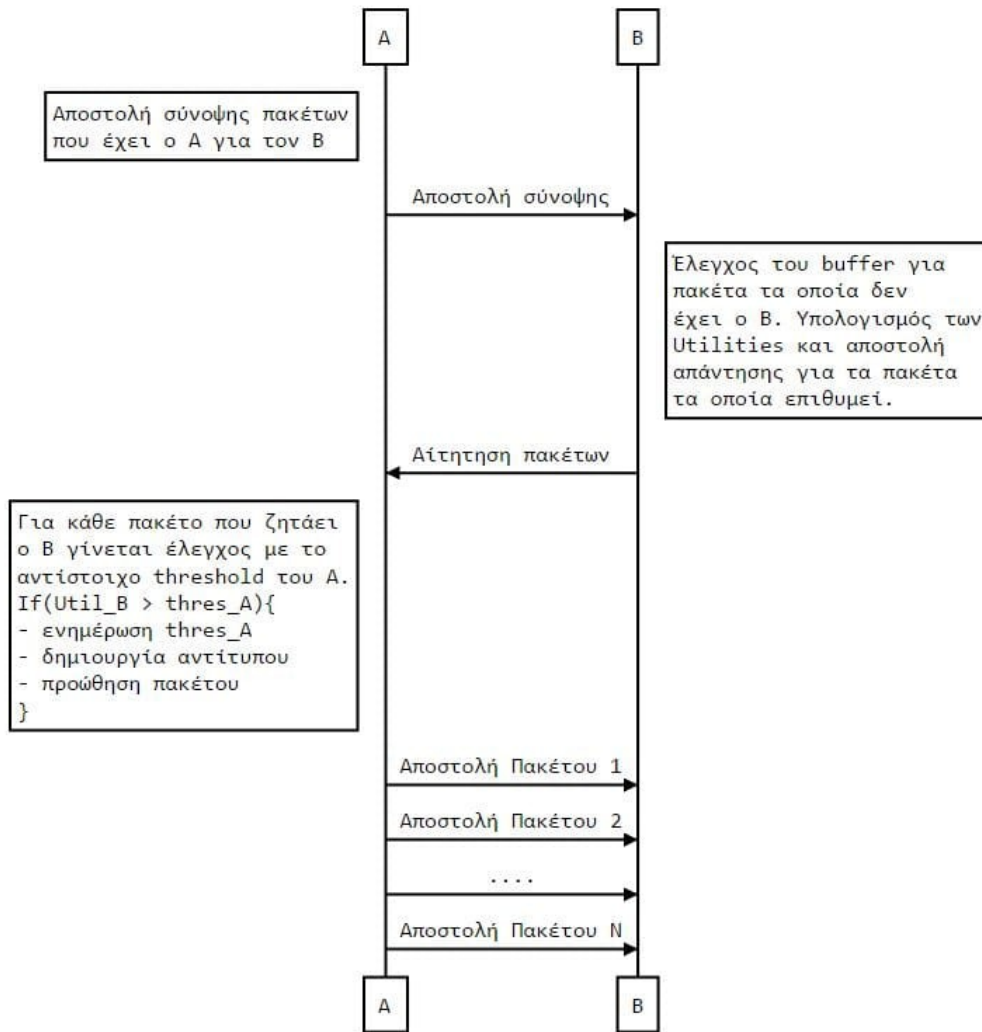 A
B
Αποστολή σύνοψης πακέτων
που έχει ο Α για τον Β
Αποστολή σύνοψης
Έλεγχος του buffer για
πακέτα τα οποία δεν
έχει ο Β. Υπολογισμός των
Utilities και αποστολή
απάντησης για τα πακέτα
τα οποία επιθυμεί.
Αίτητηση πακέτων
Για κάθε πακέτο που ζητάει
ο Β γίνεται έλεγχος με το
αντίστοιχο threshold του Α.
If(Util_B > thres_A){
- ενημέρωση thres_A
- δημιουργία αντίτυπου
- προώθηση πακέτου
}
Αποστολή Πακέτου 1
Αποστολή Πακέτου 2
....
Αποστολή Πακέτου N
A
B